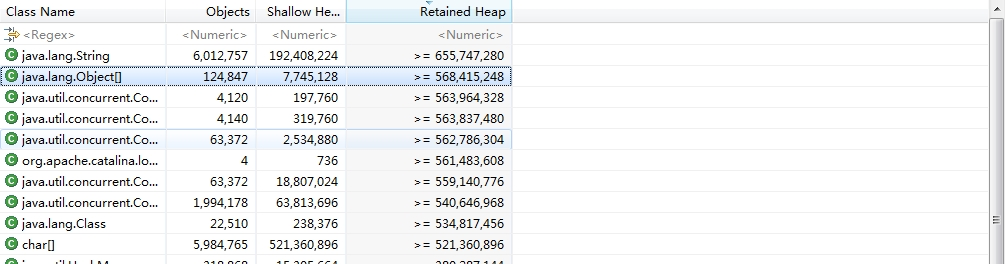 Class Name Objects Shallow He... Retained Heap
<Regex> <Numeric> <Numeric> <Numeric>
java.lang.String 6,012,757 192,408,224 >= 655,747,280
java.lang.Object[] 124,847 7,745,128 >= 568,415,248
java.util.concurrent.Co... 4,120 197,760 >= 563,964,328
java.util.concurrent.Co... 4,140 319,760 >= 563,837,480
java.util.concurrent.Co... 63,372 2,534,880 >= 562,786,304
org.apache.catalina.lo... 4 736 >= 561,483,608
java.util.concurrent.Co... 63,372 18,807,024 >= 559,140,776
java.util.concurrent.Co... 1,994,178 63,813,696 >= 540,646,968
java.lang.Class 22,510 238,376 >= 534,817,456
char[] 5,984,765 521,360,896 >= 521,360,896